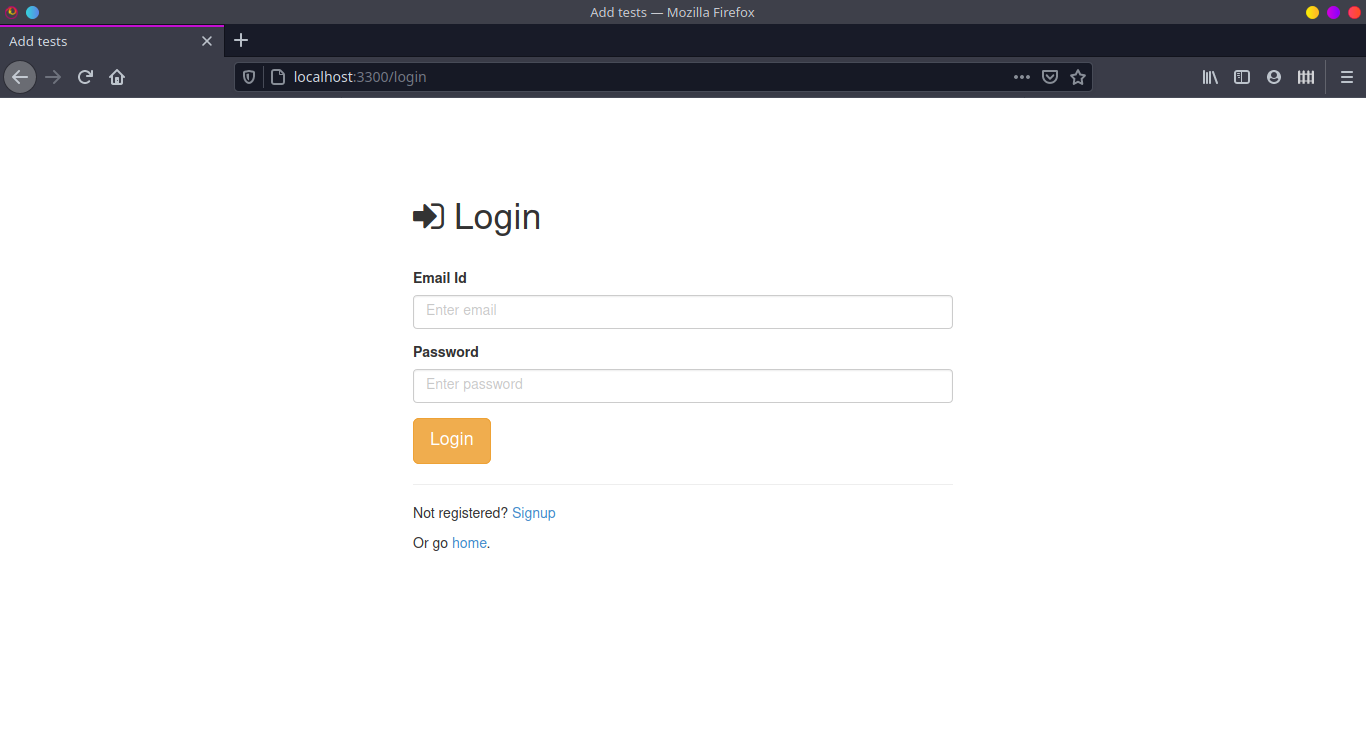 Add tests — Mozilla Firefox
Add tests
localhost:3300/login
Login
Email Id
Enter email
Password
Enter password
Login
Not registered? Signup
Or go home.